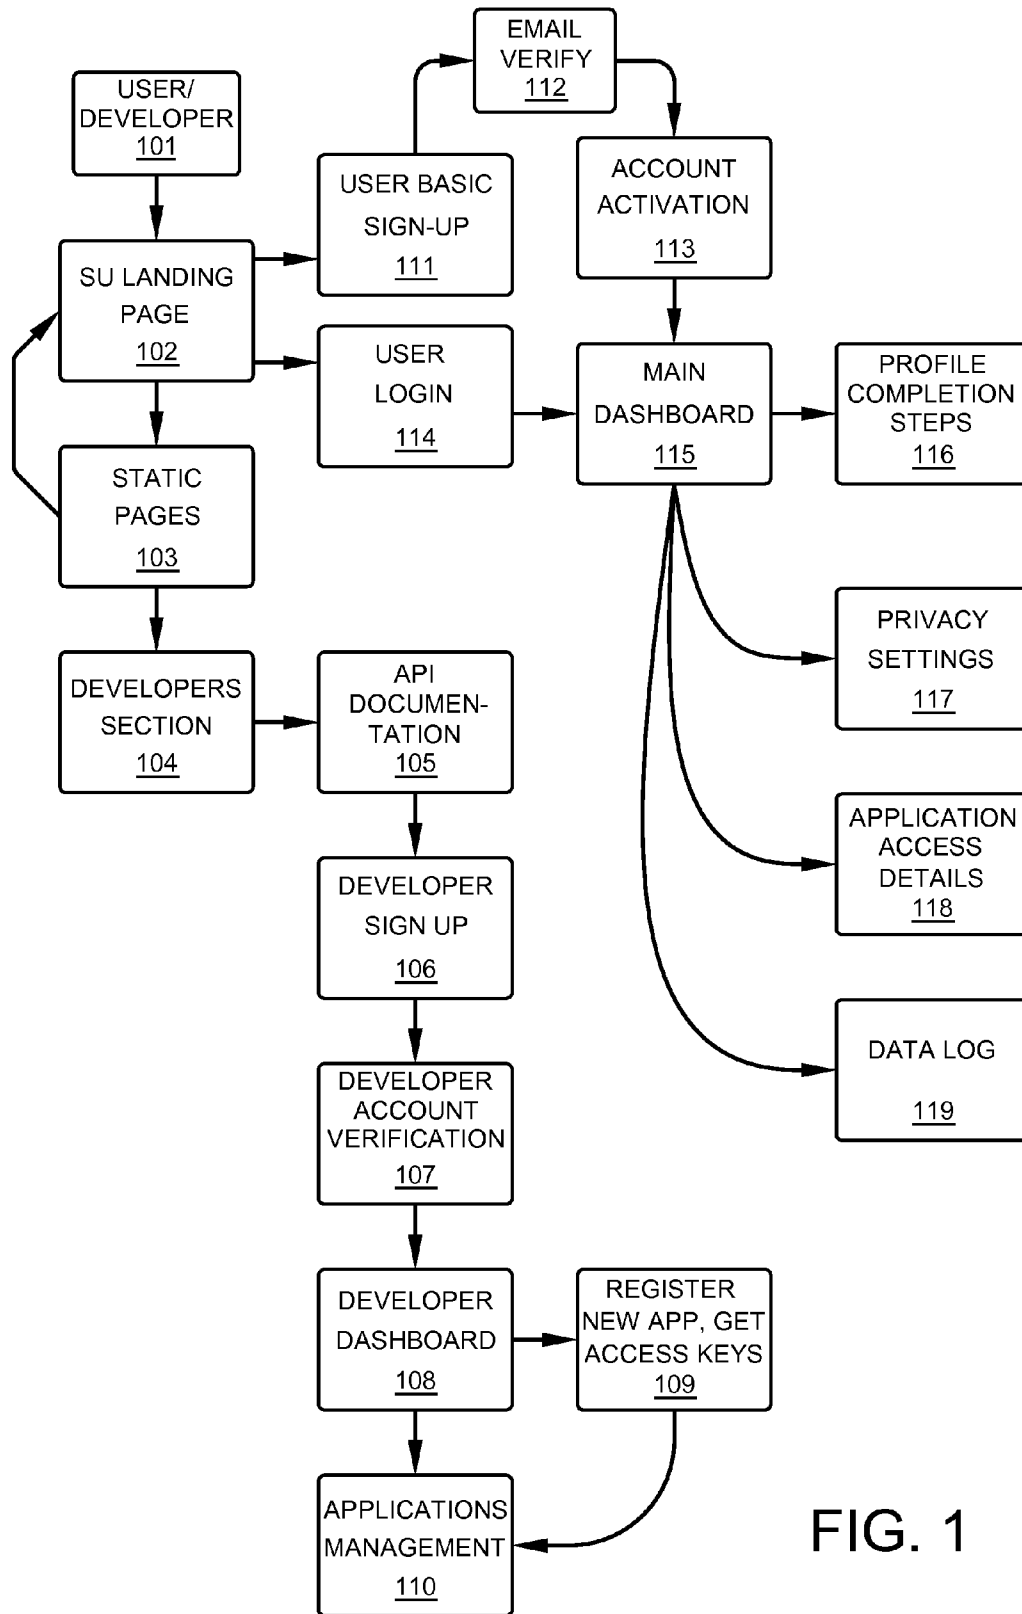 EMAIL
VERIFY
112
USER/
DEVELOPER
101
ACCOUNT
ACTIVATION
113
USER BASIC
SIGN-UP
111
SU LANDING
PAGE
102
USER
LOGIN
114
MAIN
DASHBOARD
115
PROFILE
COMPLETION
STEPS
116
STATIC
PAGES
103
PRIVACY
SETTINGS
117
DEVELOPERS
SECTION
104
API
DOCUMEN-
TATION
105
APPLICATION
ACCESS
DETAILS
118
DEVELOPER
SIGN UP
106
DATA LOG
119
DEVELOPER
ACCOUNT
VERIFICATION
107
DEVELOPER
DASHBOARD
108
REGISTER
NEW APP, GET
ACCESS KEYS
109
APPLICATIONS
MANAGEMENT
110
FIG. 1